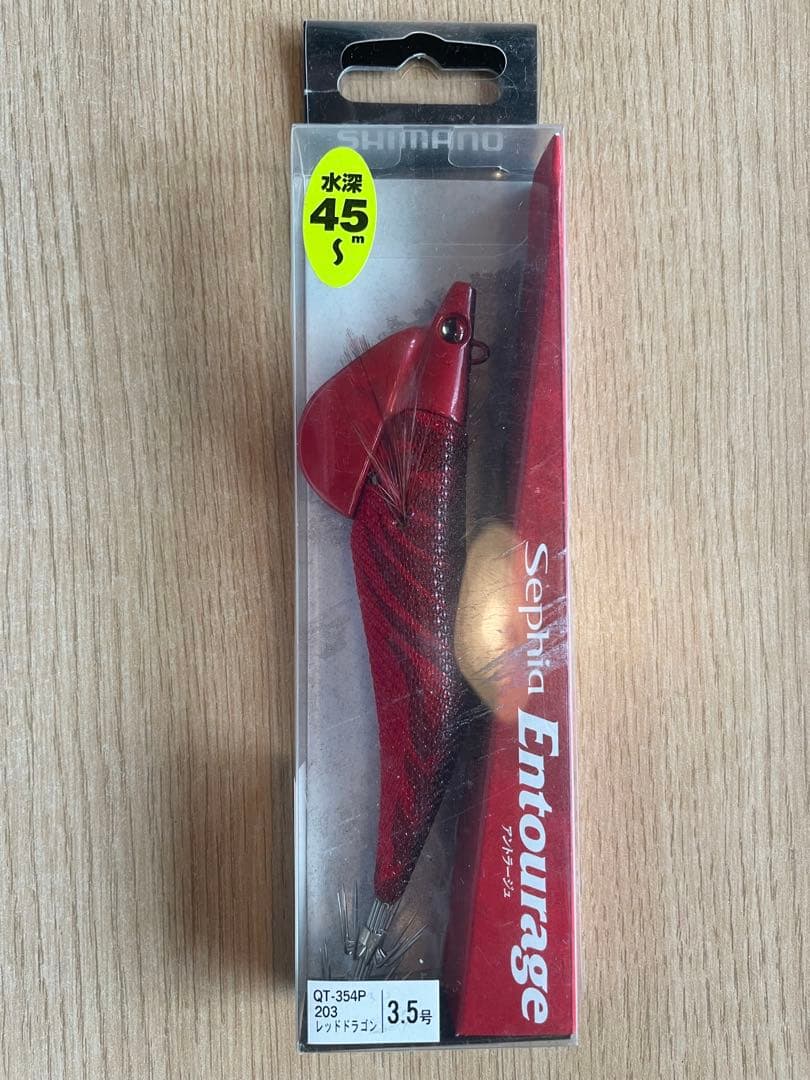 SHIMANO
水深
45m
~
Sephia
Entourage
アントラージュ
QT-354P
203
レッドドラゴン
3.5号